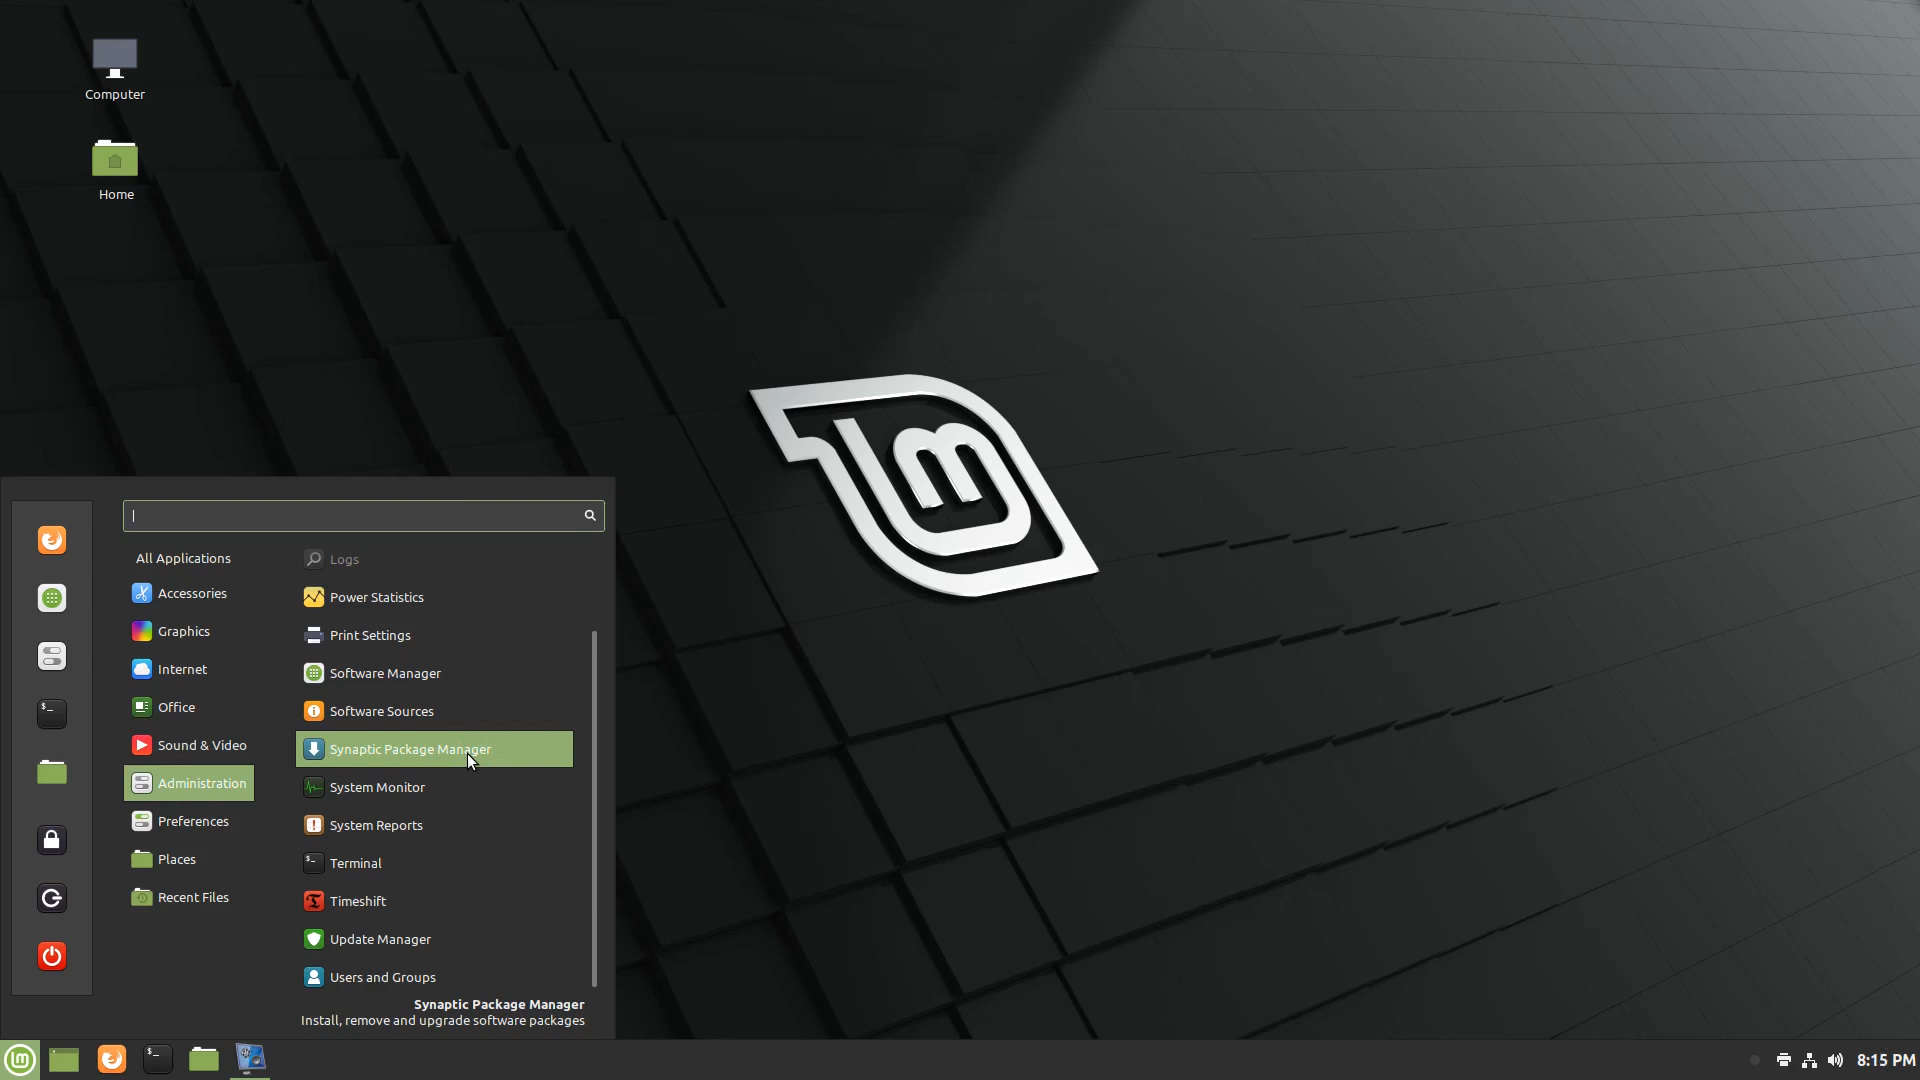 Computer
Home
All Applications
Accessories
Graphics
Internet
Office
Sound & Video
Administration
Preferences
Places
Recent Files
Logs
Power Statistics
Print Settings
Software Manager
Software Sources
Synaptic Package Manager
System Monitor
System Reports
Terminal
Timeshift
Update Manager
Users and Groups
Synaptic Package Manager
Install, remove and upgrade software packages
8:15 PM